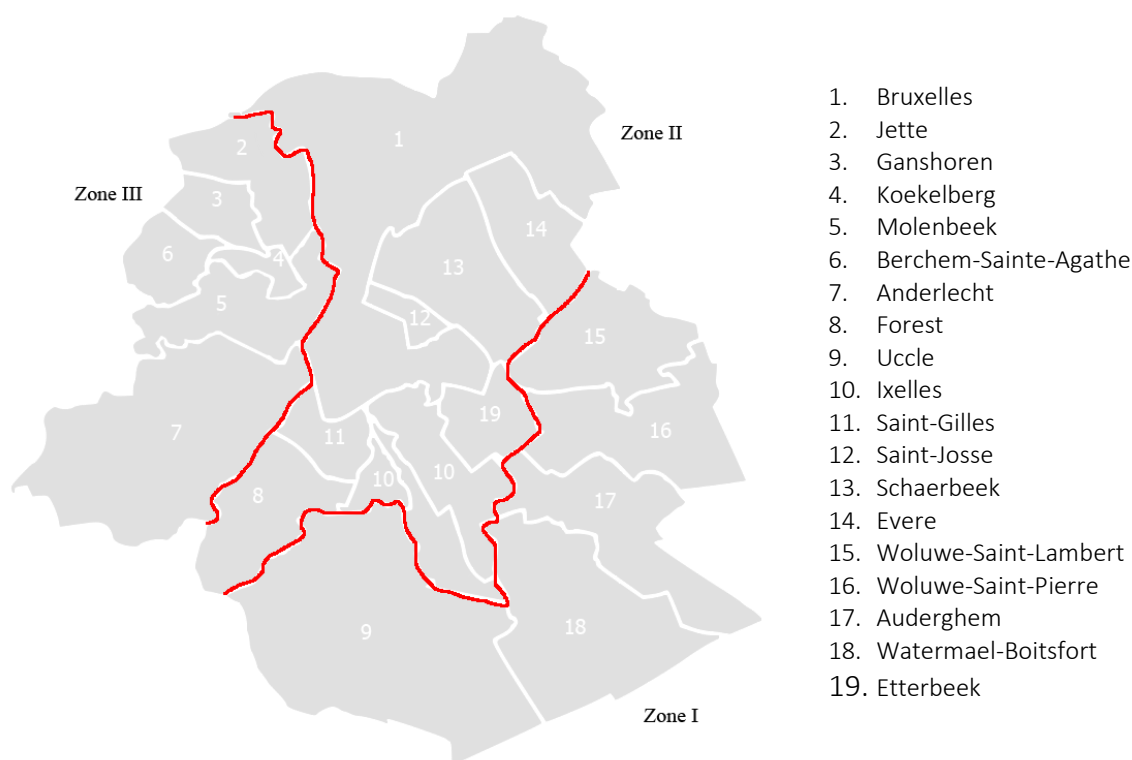 1
2
Zone II
Zone III
3
14
6
4
13
5
12
15
19
7
11
16
8
10
10
17
9
18
Zone I
1. Bruxelles
2. Jette
3. Ganshoren
4. Koekelberg
5. Molenbeek
6. Berchem-Sainte-Agathe
7. Anderlecht
8. Forest
9. Uccle
10. Ixelles
11. Saint-Gilles
12. Saint-Josse
13. Schaerbeek
14. Evere
15. Woluwe-Saint-Lambert
16. Woluwe-Saint-Pierre
17. Auderghem
18. Watermael-Boitsfort
19. Etterbeek